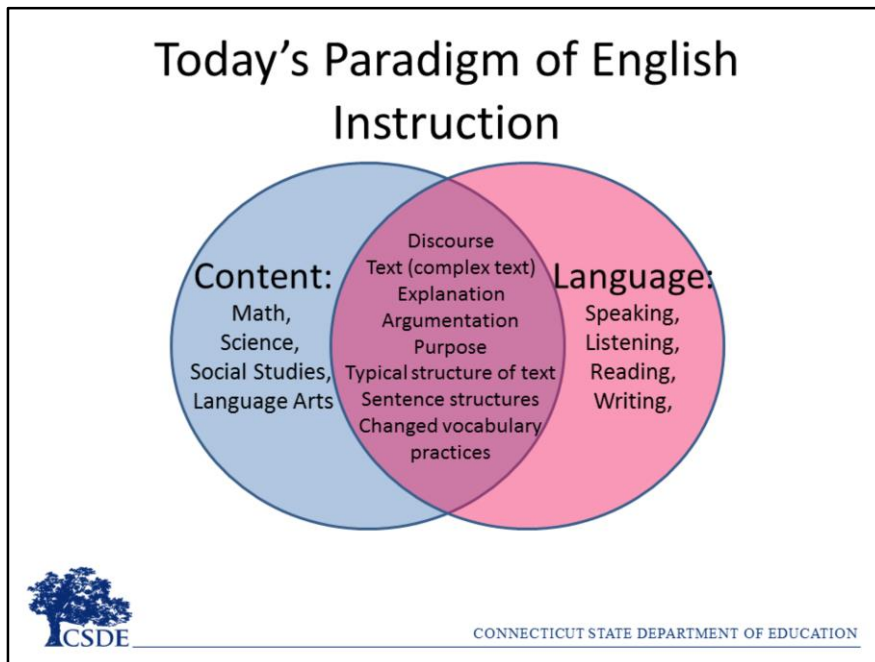 Today's Paradigm of English
Instruction
Content:
Math,
Science,
Social Studies,
Language Arts
Discourse
Text (complex text)
Explanation
Argumentation
Purpose
Typical structure of text
Sentence structures
Changed vocabulary
practices
Language:
Speaking,
Listening,
Reading,
Writing,
CSDE
CONNECTICUT STATE DEPARTMENT OF EDUCATION